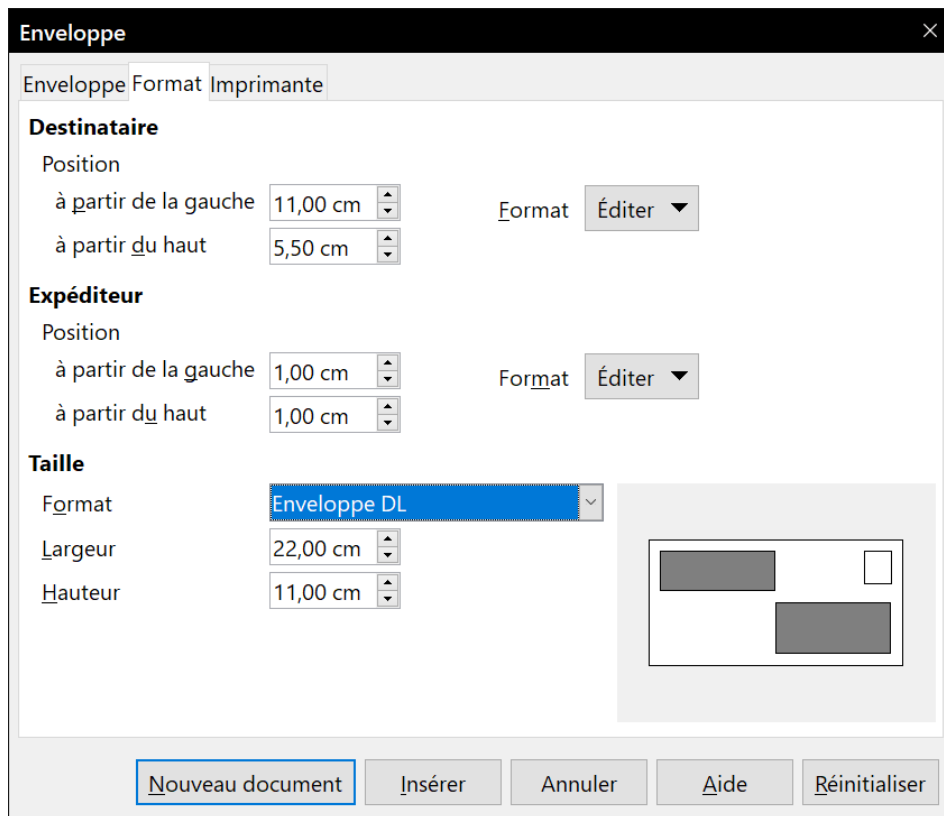 Enveloppe
Enveloppe Format Imprimante
Destinataire
Position
à partir de la gauche 11,00 cm Format Éditer
à partir du haut 5,50 cm
Expéditeur
Position
à partir de la gauche 1,00 cm Format Éditer
à partir du haut 1,00 cm
Taille
Format Enveloppe DL
Largeur 22,00 cm
Hauteur 11,00 cm
Nouveau document Insérer Annuler Aide Réinitialiser